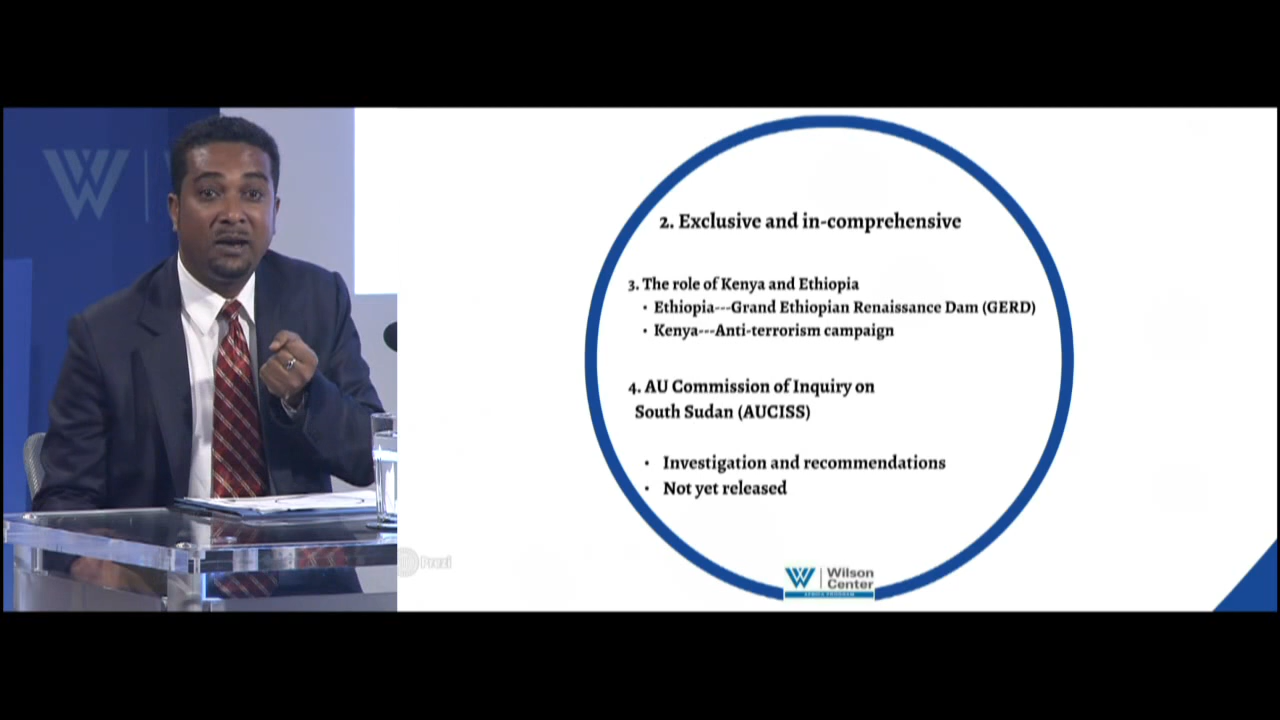 2. Exclusive and in-comprehensive
3. The role of Kenya and Ethiopia
• Ethiopia---Grand Ethiopian Renaissance Dam (GERD)
• Kenya---Anti-terrorism campaign
4. AU Commission of Inquiry on
South Sudan (AUCISS)
• Investigation and recommendations
• Not yet released
Prezi
W
Wilson
Center